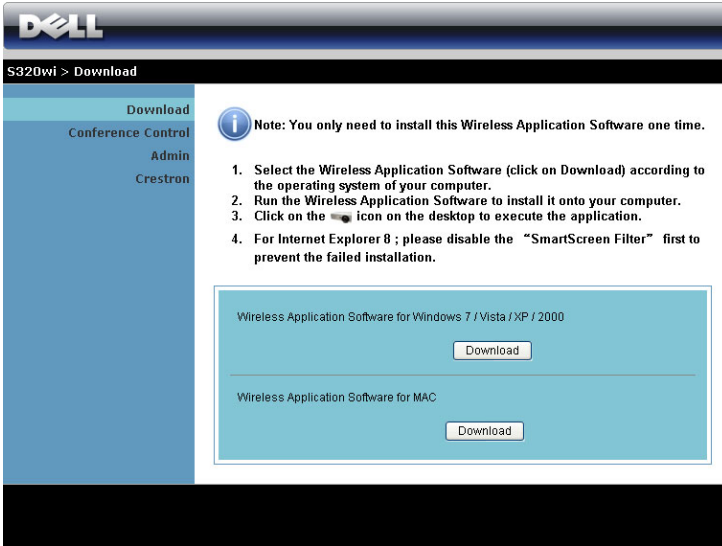 DELL
S320wi > Download
Download
Conference Control
Admin
Crestron
Note: You only need to install this Wireless Application Software one time.
1. Select the Wireless Application Software (click on Download) according to
the operating system of your computer.
2. Run the Wireless Application Software to install it onto your computer.
3. Click on the icon on the desktop to execute the application.
4. For Internet Explorer 8 ; please disable the “SmartScreen Filter” first to
prevent the failed installation.
Wireless Application Software for Windows 7 / Vista / XP / 2000
Download
Wireless Application Software for MAC
Download